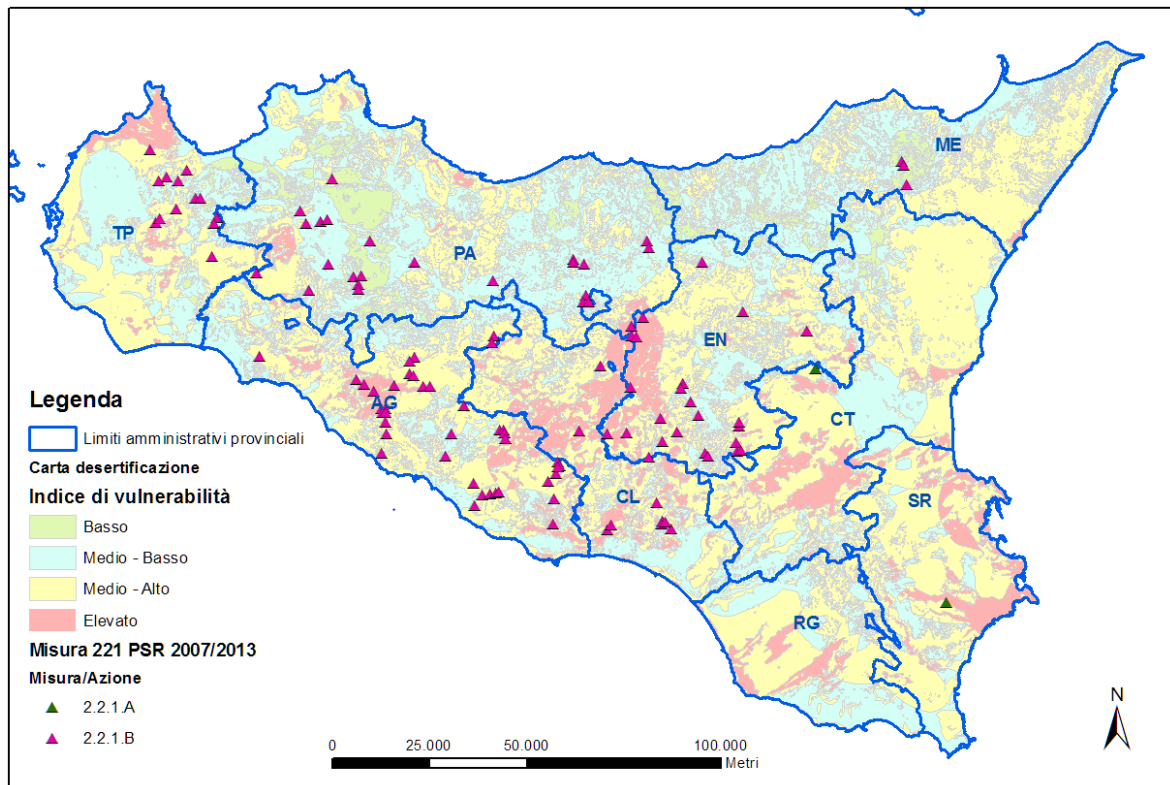 ME
TP
PA
EN
AG
CT
CL
SR
RG
Legenda
Limiti amministrativi provinciali
Carta desertificazione
Indice di vulnerabilità
Basso
Medio - Basso
Medio - Alto
Elevato
Misura 221 PSR 2007/2013
Misura/Azione
2.2.1.A
2.2.1.B
0 25.000 50.000 100.000
Metri
N